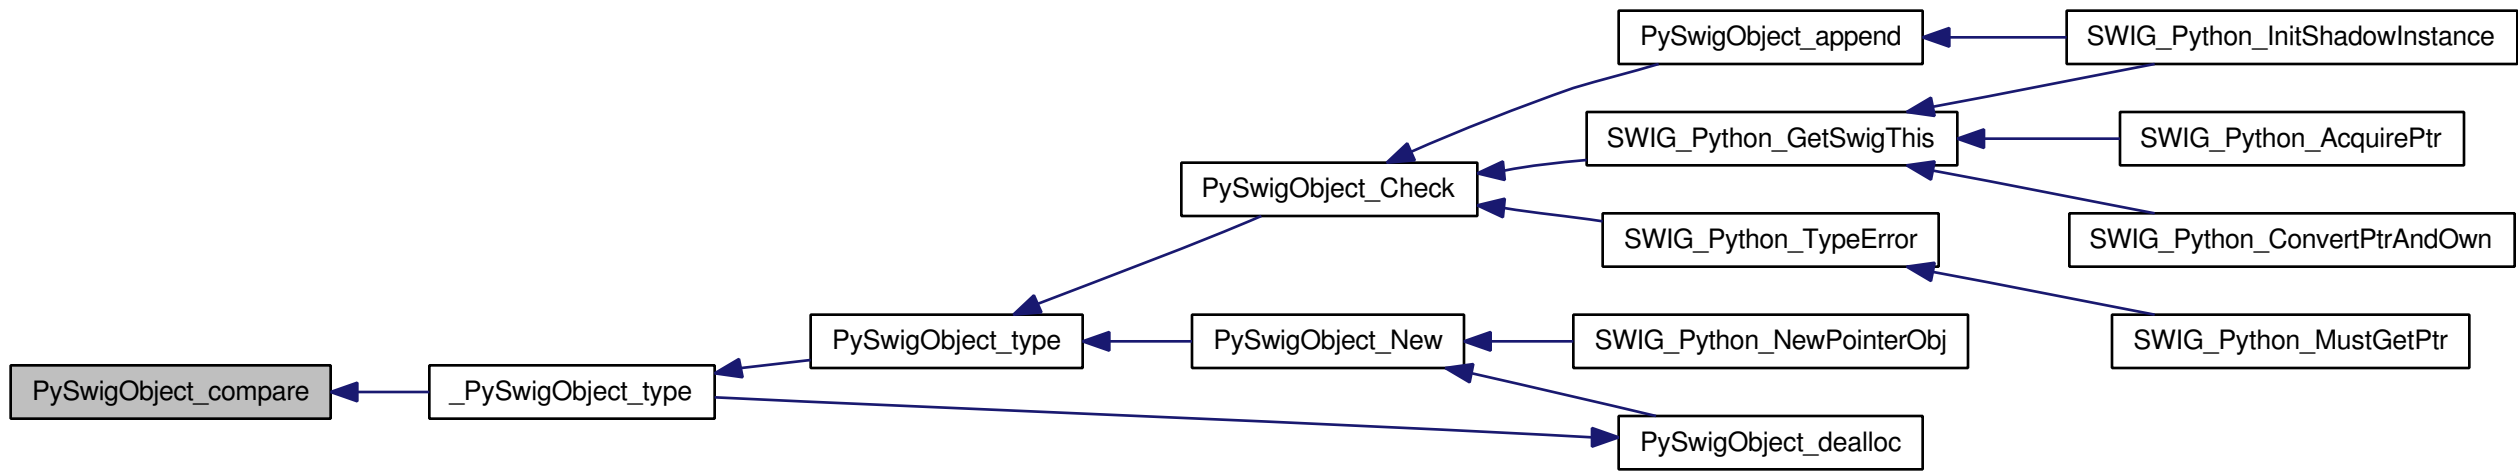 PySwigObject_append
SWIG_Python_InitShadowInstance
SWIG_Python_GetSwigThis
SWIG_Python_AcquirePtr
PySwigObject_Check
SWIG_Python_TypeError
SWIG_Python_ConvertPtrAndOwn
PySwigObject_type
PySwigObject_New
SWIG_Python_NewPointerObj
SWIG_Python_MustGetPtr
PySwigObject_compare
_PySwigObject_type
PySwigObject_dealloc